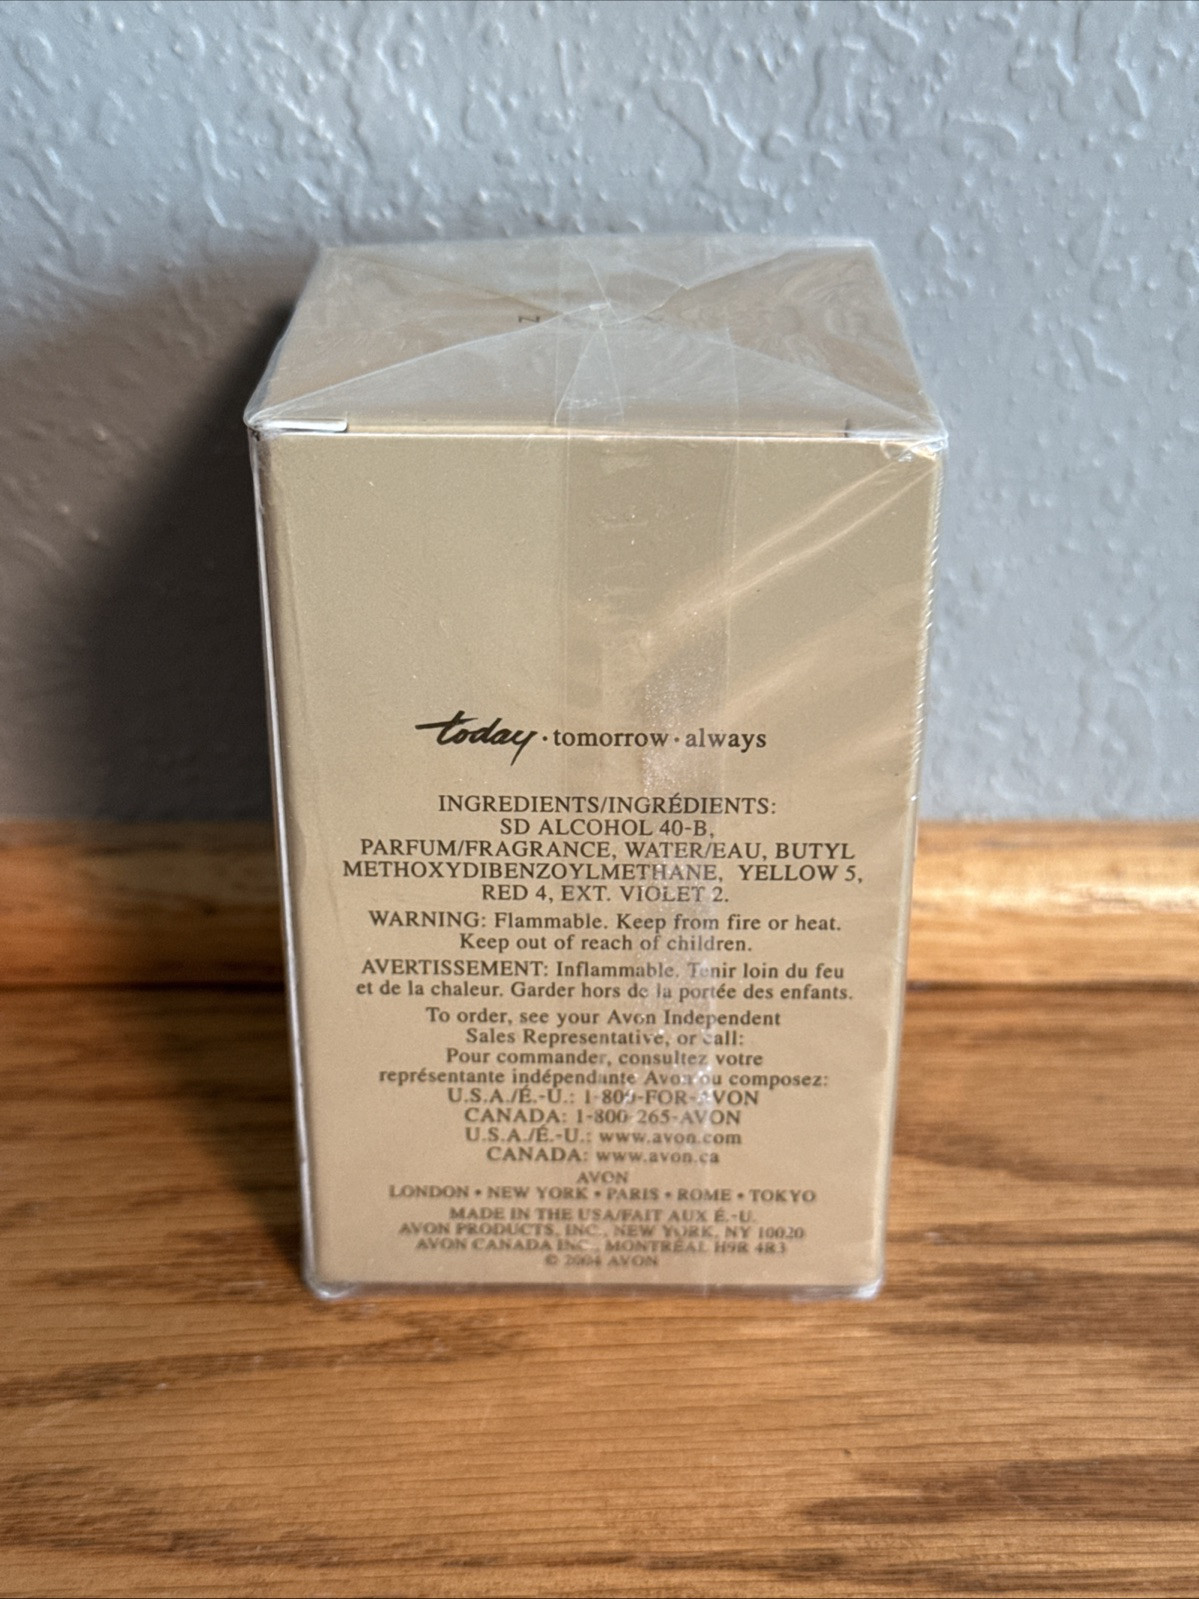 today · tomorrow · always
INGREDIENTS/INGRÉDIENTS:
SD ALCOHOL 40-B,
PARFUM/FRAGRANCE, WATER/EAU, BUTYL
METHOXYDIBENZOYLMETHANE, YELLOW 5,
RED 4, EXT. VIOLET 2.
WARNING: Flammable. Keep from fire or heat.
Keep out of reach of children.
AVERTISSEMENT: Inflammable. Tenir loin du feu
et de la chaleur. Garder hors de la portée des enfants.
To order, see your Avon Independent
Sales Representative, or call:
Pour commander, consultez votre
représentante indépendante Avon ou composez:
U.S.A./É.-U.: 1-800-FOR-AVON
CANADA: 1-800-265-AVON
U.S.A./É.-U.: www.avon.com
CANADA: www.avon.ca
AVON
LONDON • NEW YORK • PARIS • ROME • TOKYO
MADE IN THE USA/FAIT AUX É.-U.
AVON PRODUCTS, INC., NEW YORK, NY 10020
AVON CANADA INC., MONTRÉAL H9R 4R3
© 2004 AVON